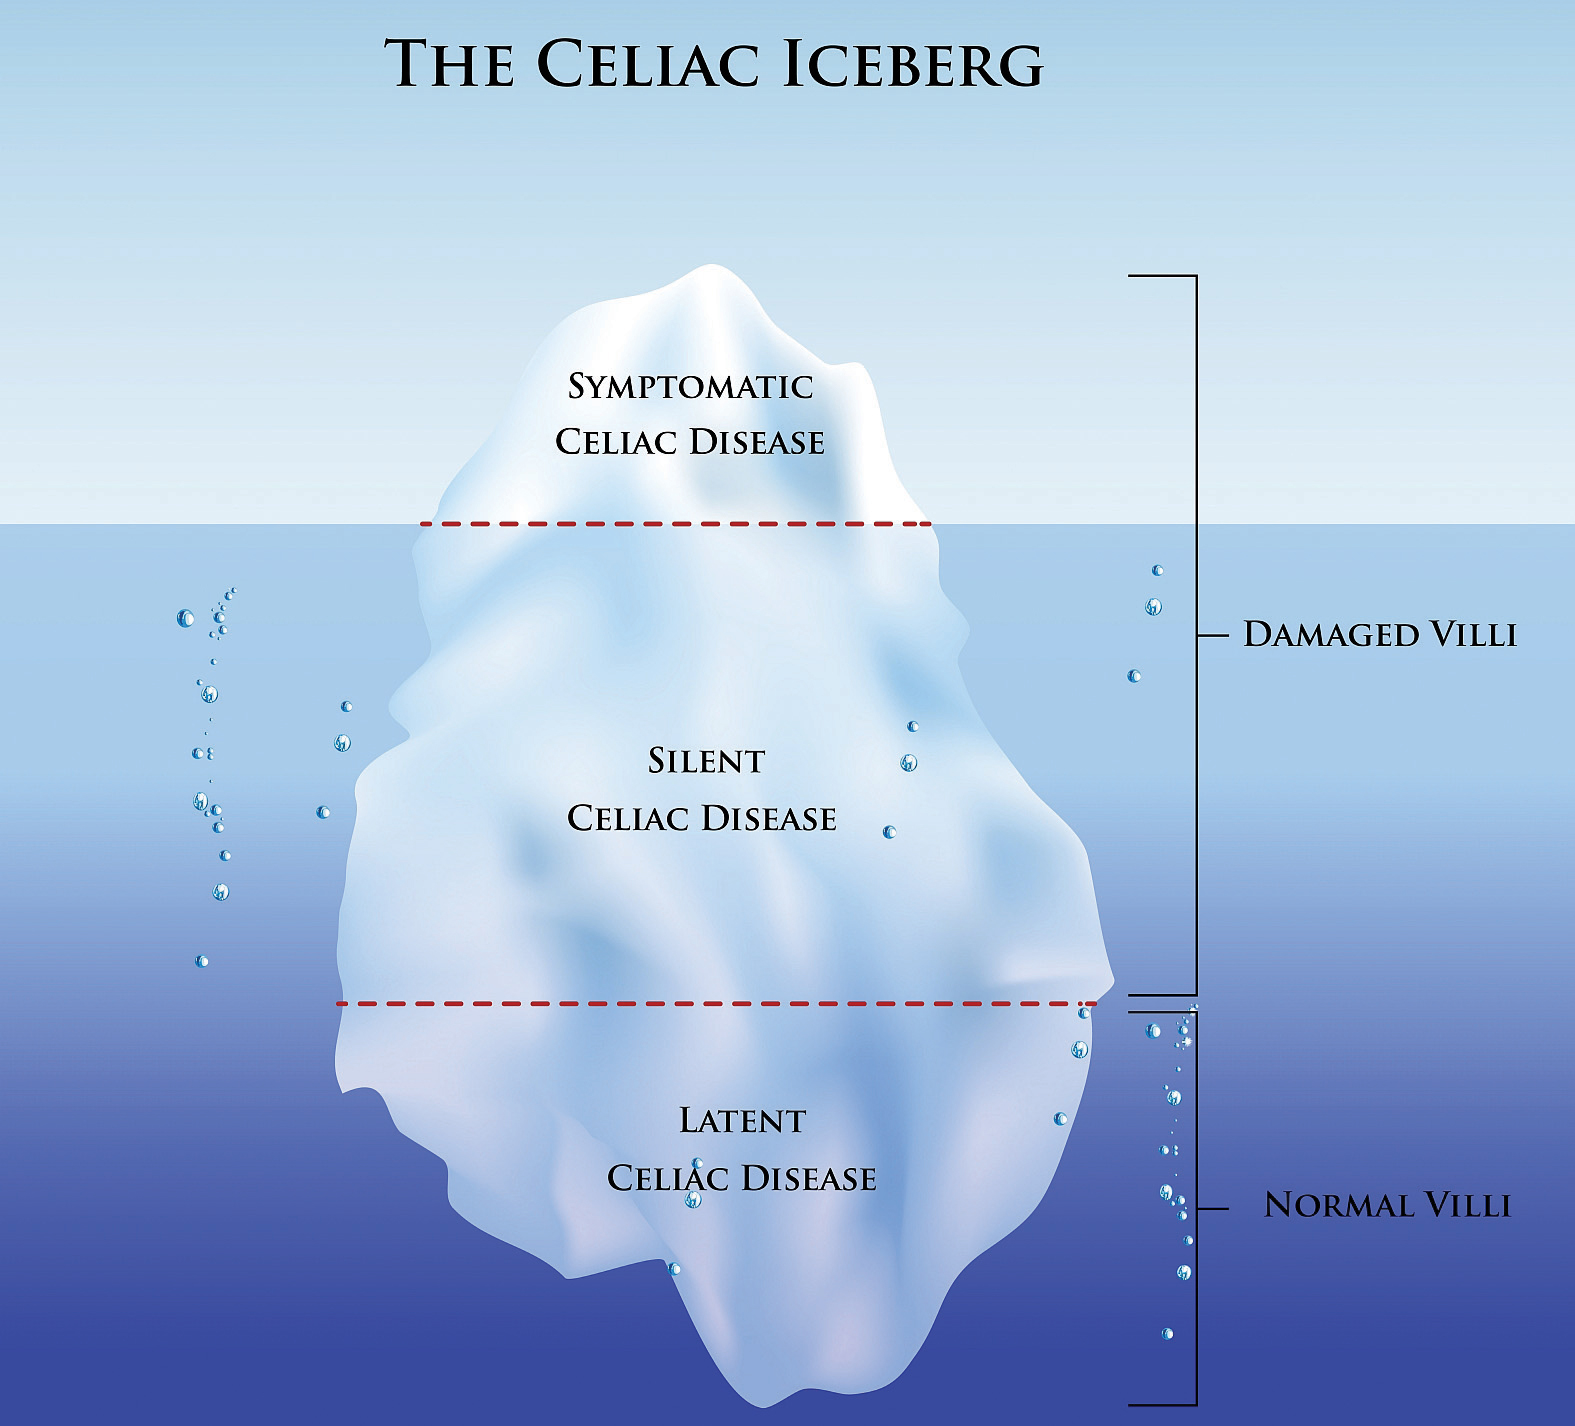 The Celiac Iceberg
Symptomatic
Celiac Disease
Damaged Villi
Silent
Celiac Disease
Latent
Celiac Disease
Normal Villi